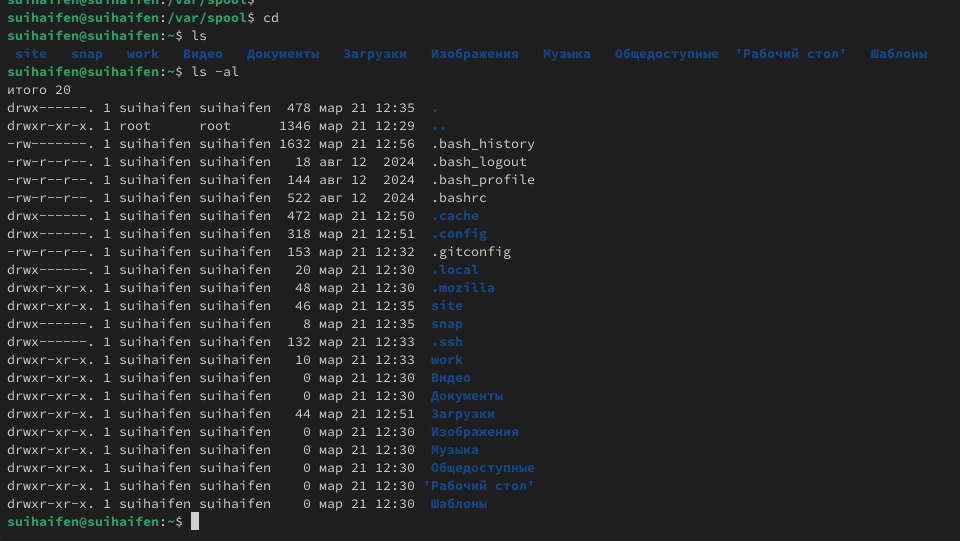 suihaifen@suihaifen:/var/spool$
suihaifen@suihaifen:/var/spool$ cd
suihaifen@suihaifen:~$ ls
site snap work Видео Документы Загрузки Изображения Музыка Общедоступные 'Рабочий стол' Шаблоны
suihaifen@suihaifen:~$ ls -al
итого 20
drwx------. 1 suihaifen suihaifen 478 мар 21 12:35 .
drwxr-xr-x. 1 root root 1346 мар 21 12:29 ..
-rw-------. 1 suihaifen suihaifen 1632 мар 21 12:56 .bash_history
-rw-r--r--. 1 suihaifen suihaifen 18 авг 12 2024 .bash_logout
-rw-r--r--. 1 suihaifen suihaifen 144 авг 12 2024 .bash_profile
-rw-r--r--. 1 suihaifen suihaifen 522 авг 12 2024 .bashrc
drwx------. 1 suihaifen suihaifen 472 мар 21 12:50 .cache
drwx------. 1 suihaifen suihaifen 318 мар 21 12:51 .config
-rw-r--r--. 1 suihaifen suihaifen 153 мар 21 12:32 .gitconfig
drwx------. 1 suihaifen suihaifen 20 мар 21 12:30 .local
drwxr-xr-x. 1 suihaifen suihaifen 48 мар 21 12:30 .mozilla
drwxr-xr-x. 1 suihaifen suihaifen 46 мар 21 12:35 site
drwx------. 1 suihaifen suihaifen 8 мар 21 12:35 snap
drwx------. 1 suihaifen suihaifen 132 мар 21 12:33 .ssh
drwxr-xr-x. 1 suihaifen suihaifen 10 мар 21 12:33 work
drwxr-xr-x. 1 suihaifen suihaifen 0 мар 21 12:30 Видео
drwxr-xr-x. 1 suihaifen suihaifen 0 мар 21 12:30 Документы
drwxr-xr-x. 1 suihaifen suihaifen 44 мар 21 12:51 Загрузки
drwxr-xr-x. 1 suihaifen suihaifen 0 мар 21 12:30 Изображения
drwxr-xr-x. 1 suihaifen suihaifen 0 мар 21 12:30 Музыка
drwxr-xr-x. 1 suihaifen suihaifen 0 мар 21 12:30 Общедоступные
drwxr-xr-x. 1 suihaifen suihaifen 0 мар 21 12:30 'Рабочий стол'
drwxr-xr-x. 1 suihaifen suihaifen 0 мар 21 12:30 Шаблоны
suihaifen@suihaifen:~$